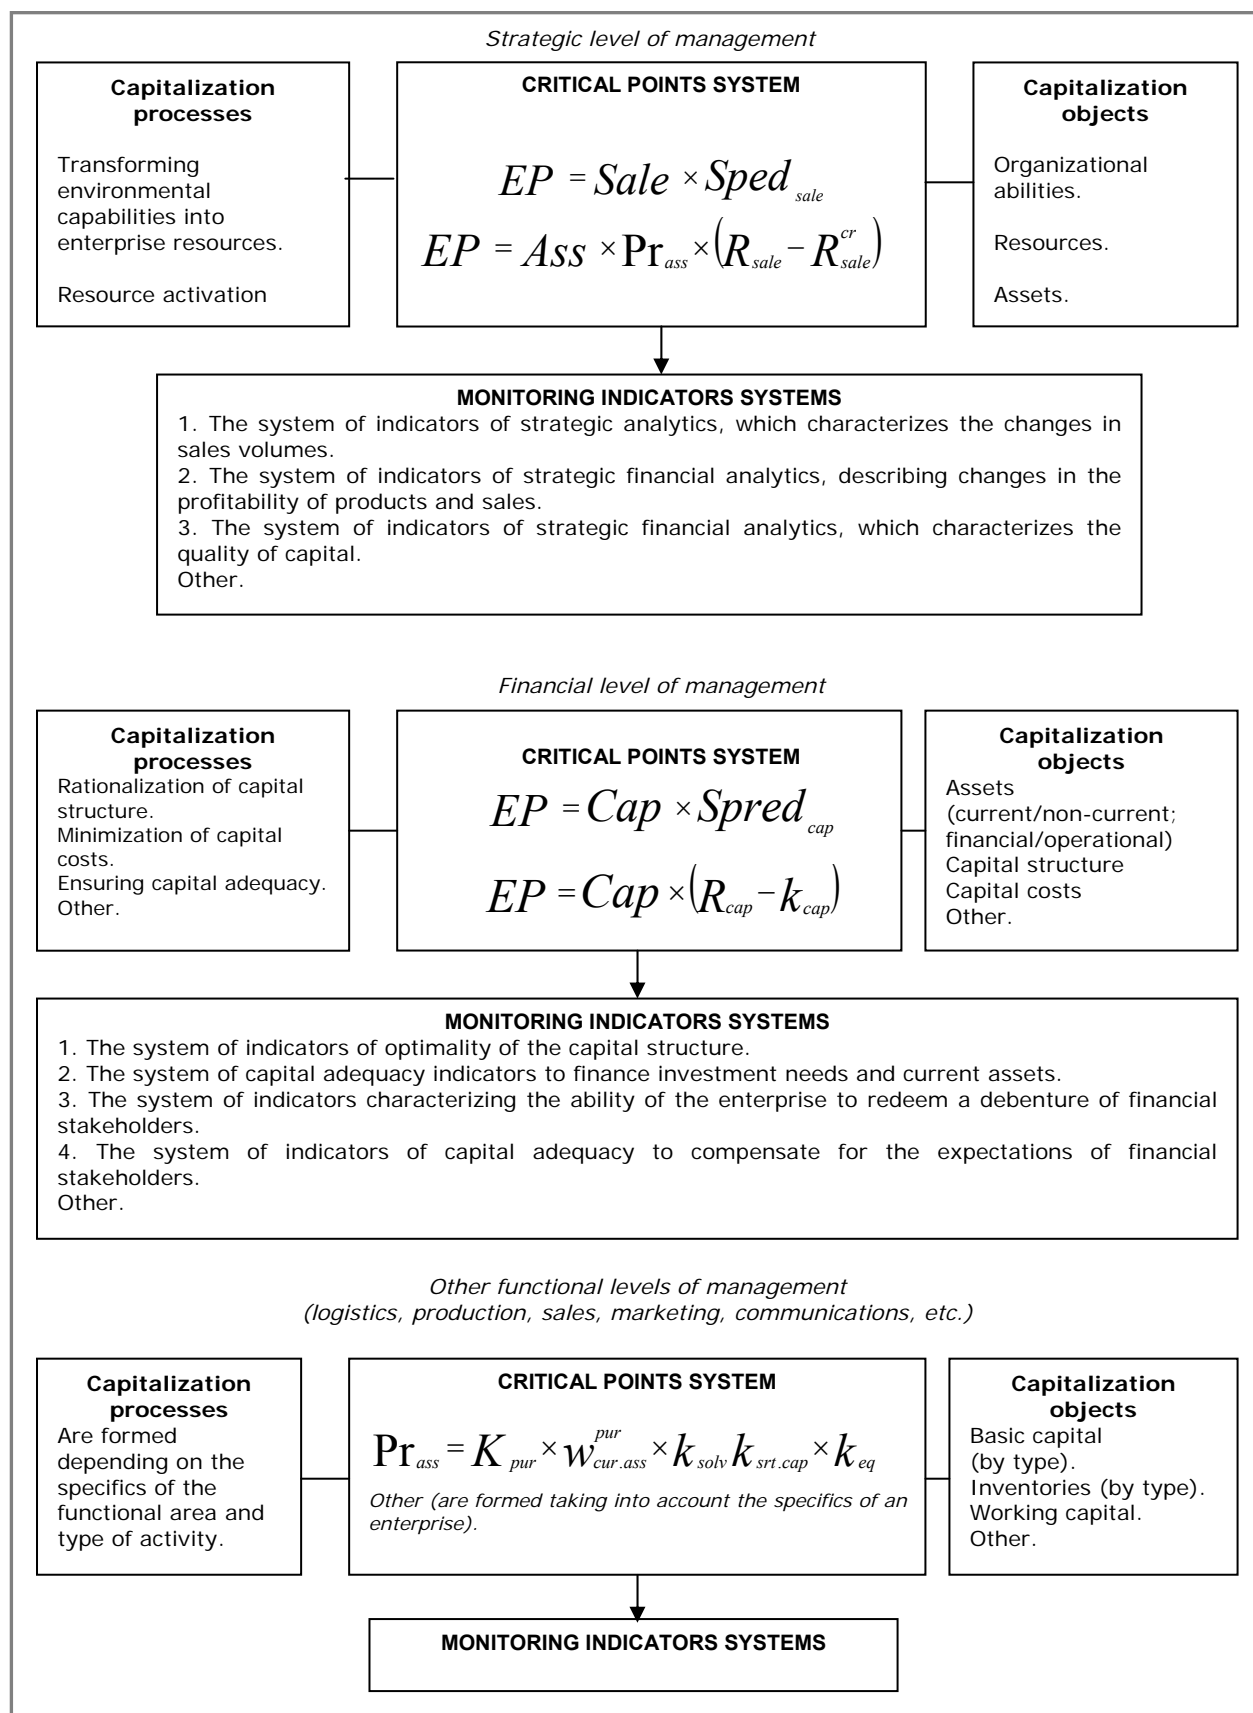 Strategic level of management
Capitalization
processes
Transforming
environmental
capabilities into
enterprise resources.
Resource activation
CRITICAL POINTS SYSTEM
EP = Sale × Sped_sale
EP = Ass × Pr_ass × (R_sale − R_sale^cr)
Capitalization
objects
Organizational
abilities.
Resources.
Assets.
MONITORING INDICATORS SYSTEMS
1. The system of indicators of strategic analytics, which characterizes the changes in
sales volumes.
2. The system of indicators of strategic financial analytics, describing changes in the
profitability of products and sales.
3. The system of indicators of strategic financial analytics, which characterizes the
quality of capital.
Other.
Financial level of management
Capitalization
processes
Rationalization of capital
structure.
Minimization of capital
costs.
Ensuring capital adequacy.
Other.
CRITICAL POINTS SYSTEM
EP = Cap × Spred_cap
EP = Cap × (R_cap − k_cap)
Capitalization
objects
Assets
(current/non-current;
financial/operational)
Capital structure
Capital costs
Other.
MONITORING INDICATORS SYSTEMS
1. The system of indicators of optimality of the capital structure.
2. The system of capital adequacy indicators to finance investment needs and current assets.
3. The system of indicators characterizing the ability of the enterprise to redeem a debenture of financial
stakeholders.
4. The system of indicators of capital adequacy to compensate for the expectations of financial
stakeholders.
Other.
Other functional levels of management
(logistics, production, sales, marketing, communications, etc.)
Capitalization
processes
Are formed
depending on the
specifics of the
functional area and
type of activity.
CRITICAL POINTS SYSTEM
Pr_ass = K_pur × w_cur.ass^pur × k_solv k_srt.cap × k_eq
Other (are formed taking into account the specifics of an
enterprise).
Capitalization
objects
Basic capital
(by type).
Inventories (by type).
Working capital.
Other.
MONITORING INDICATORS SYSTEMS